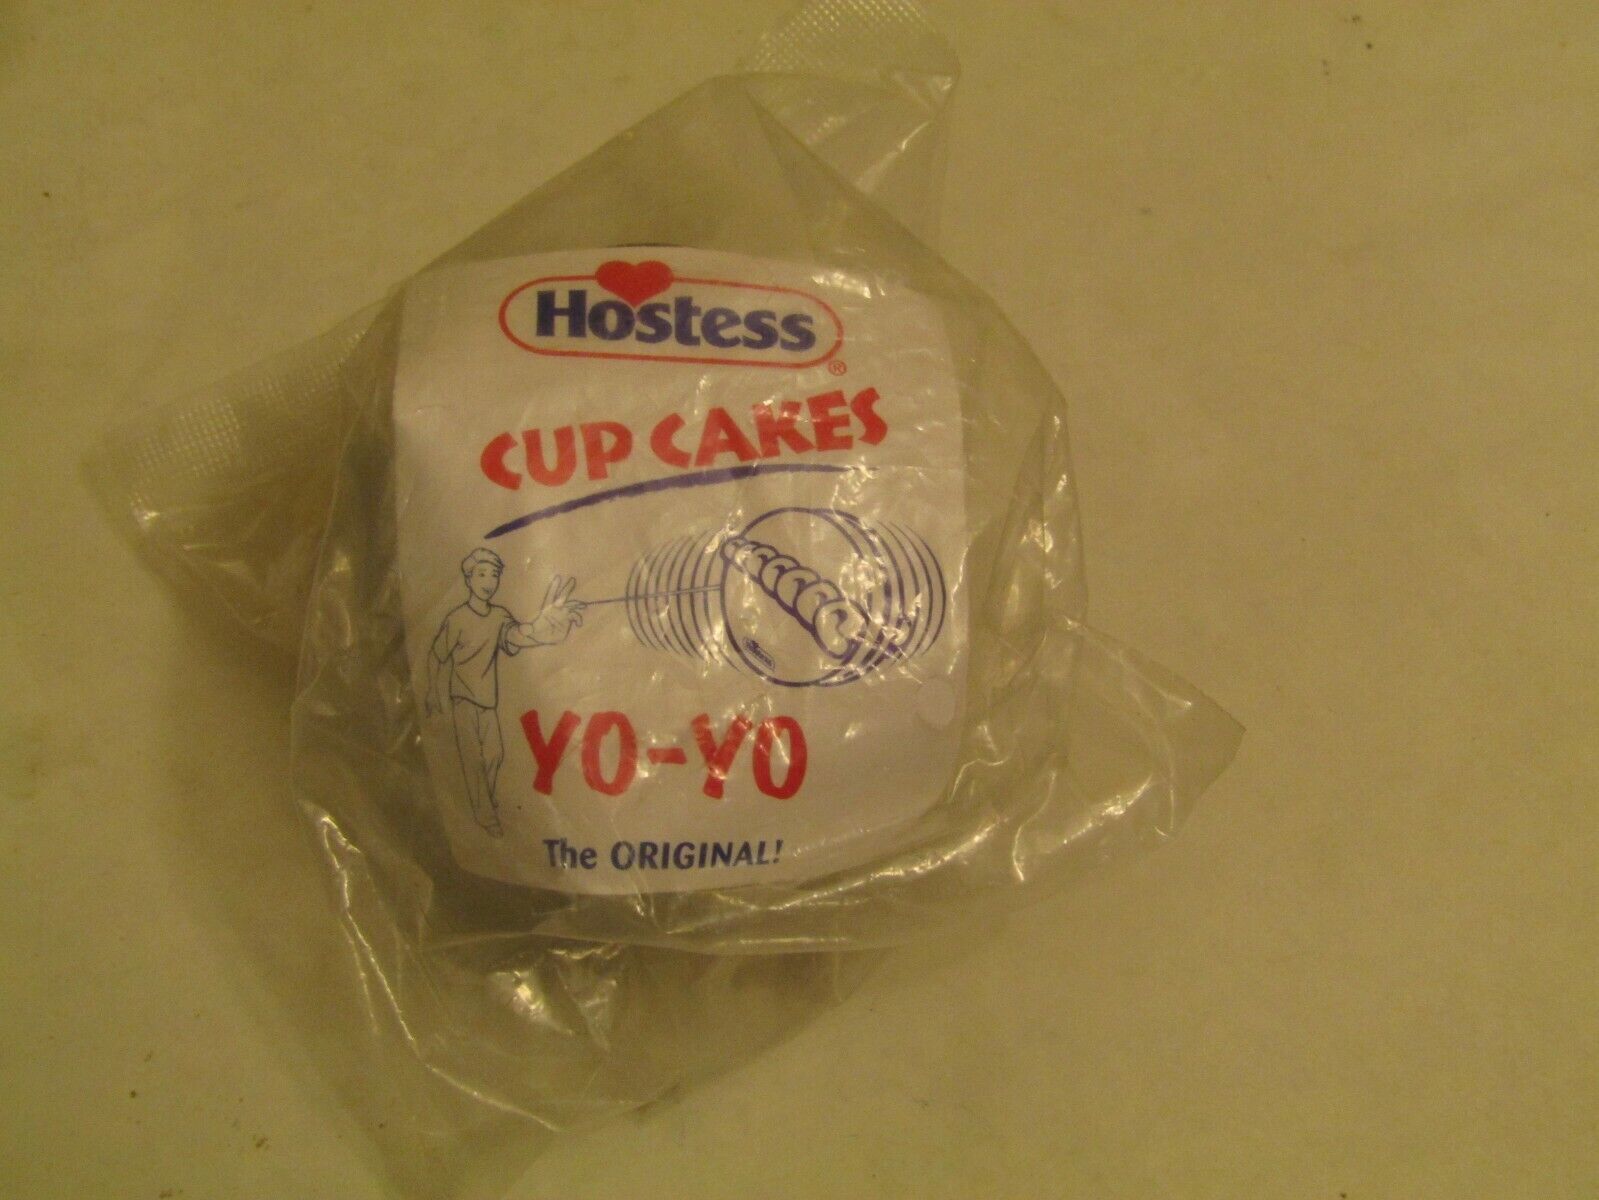 Hostess®
CUP CAKES
YO-YO
The ORIGINAL!